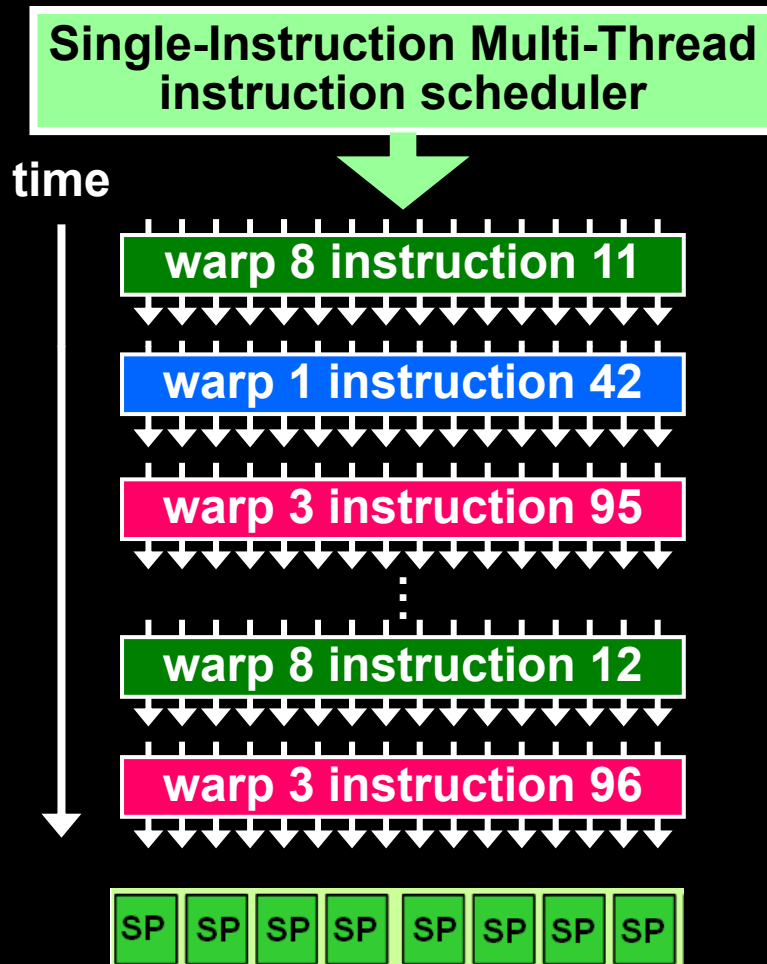 Single-Instruction Multi-Thread
instruction scheduler
time
warp 8 instruction 11
warp 1 instruction 42
warp 3 instruction 95
⋮
warp 8 instruction 12
warp 3 instruction 96
SP SP SP SP SP SP SP SP